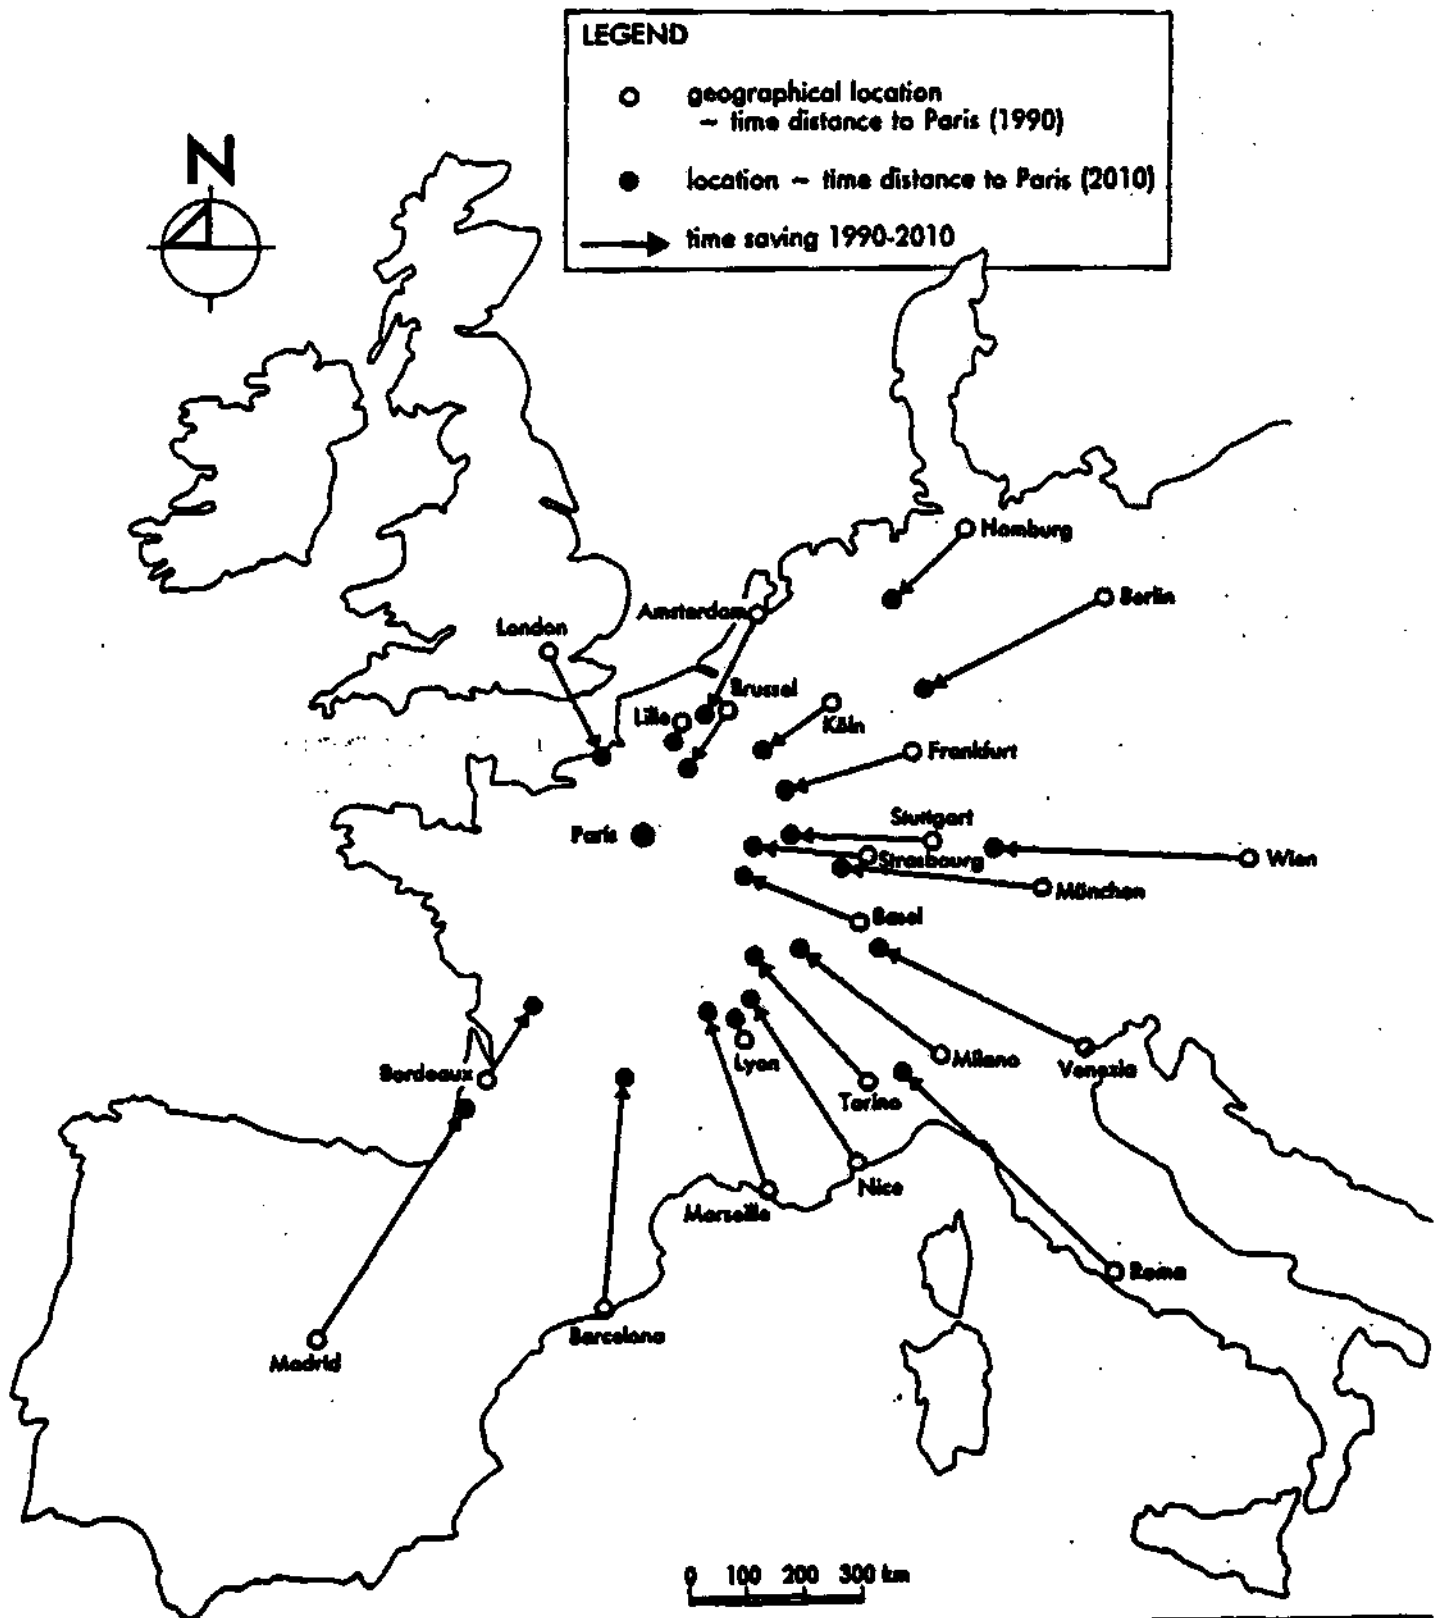 LEGEND
geographical location
~ time distance to Paris (1990)
location ~ time distance to Paris (2010)
time saving 1990-2010
N
Hamburg
Berlin
Amsterdam
London
Brussel
Lille
Köln
Frankfurt
Stuttgart
Paris
Strasbourg
Wien
München
Basel
Lyon
Milano
Venezia
Bordeaux
Torino
Nice
Marseille
Roma
Barcelona
Madrid
0 100 200 300 km